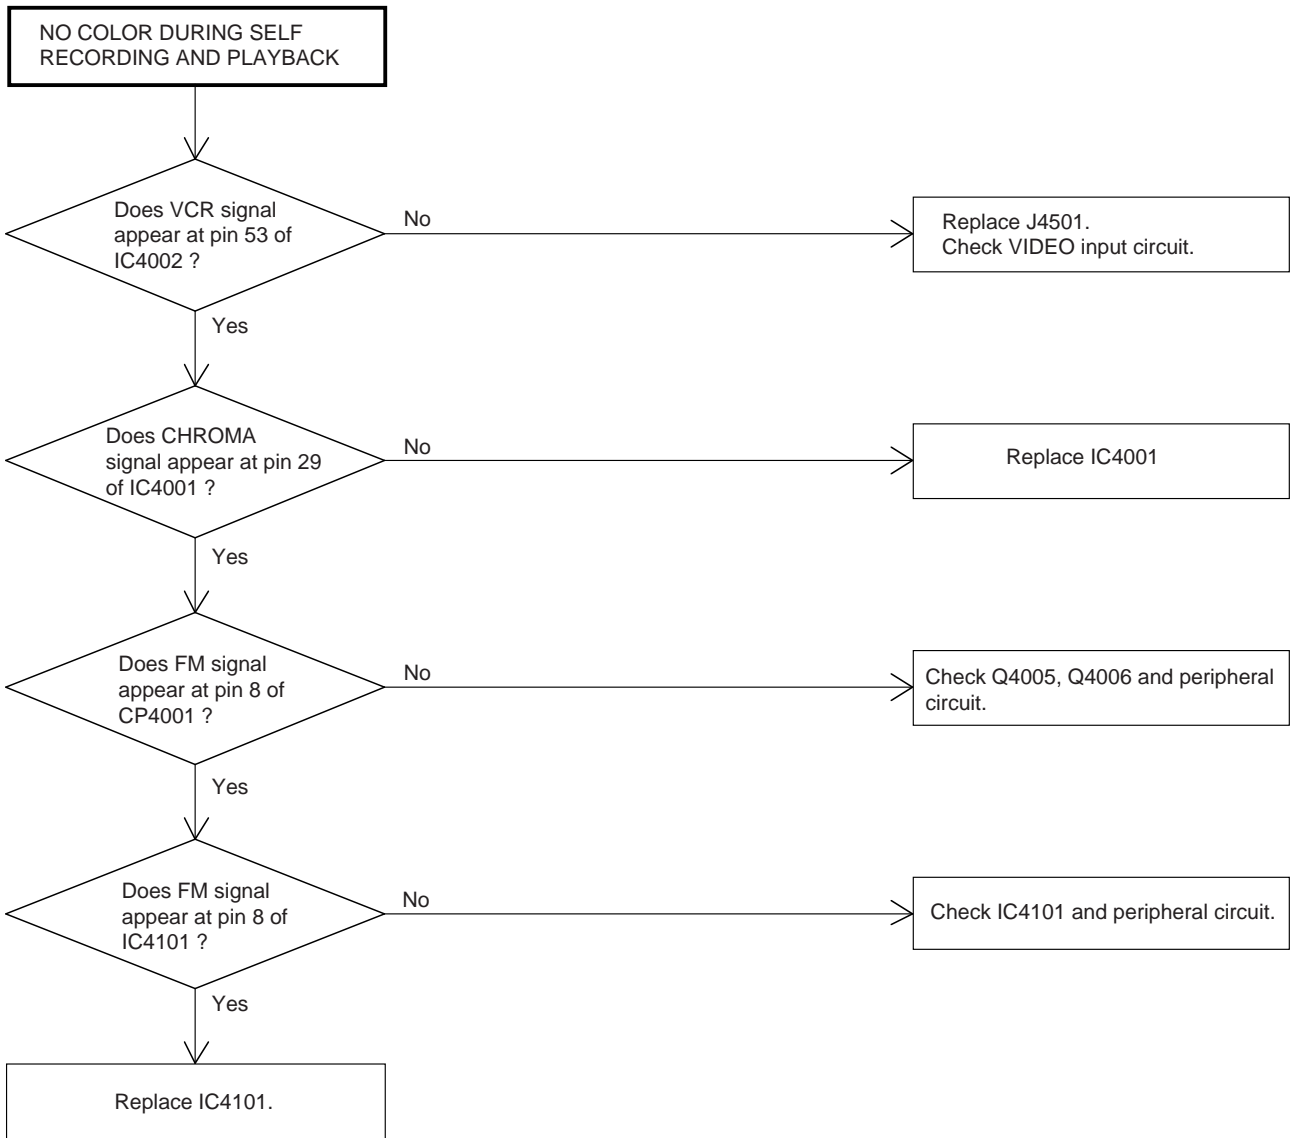 NO COLOR DURING SELF
RECORDING AND PLAYBACK
Does VCR signal
appear at pin 53 of
IC4002 ?
No
Replace J4501.
Check VIDEO input circuit.
Yes
Does CHROMA
signal appear at pin 29
of IC4001 ?
No
Replace IC4001
Yes
Does FM signal
appear at pin 8 of
CP4001 ?
No
Check Q4005, Q4006 and peripheral
circuit.
Yes
Does FM signal
appear at pin 8 of
IC4101 ?
No
Check IC4101 and peripheral circuit.
Yes
Replace IC4101.